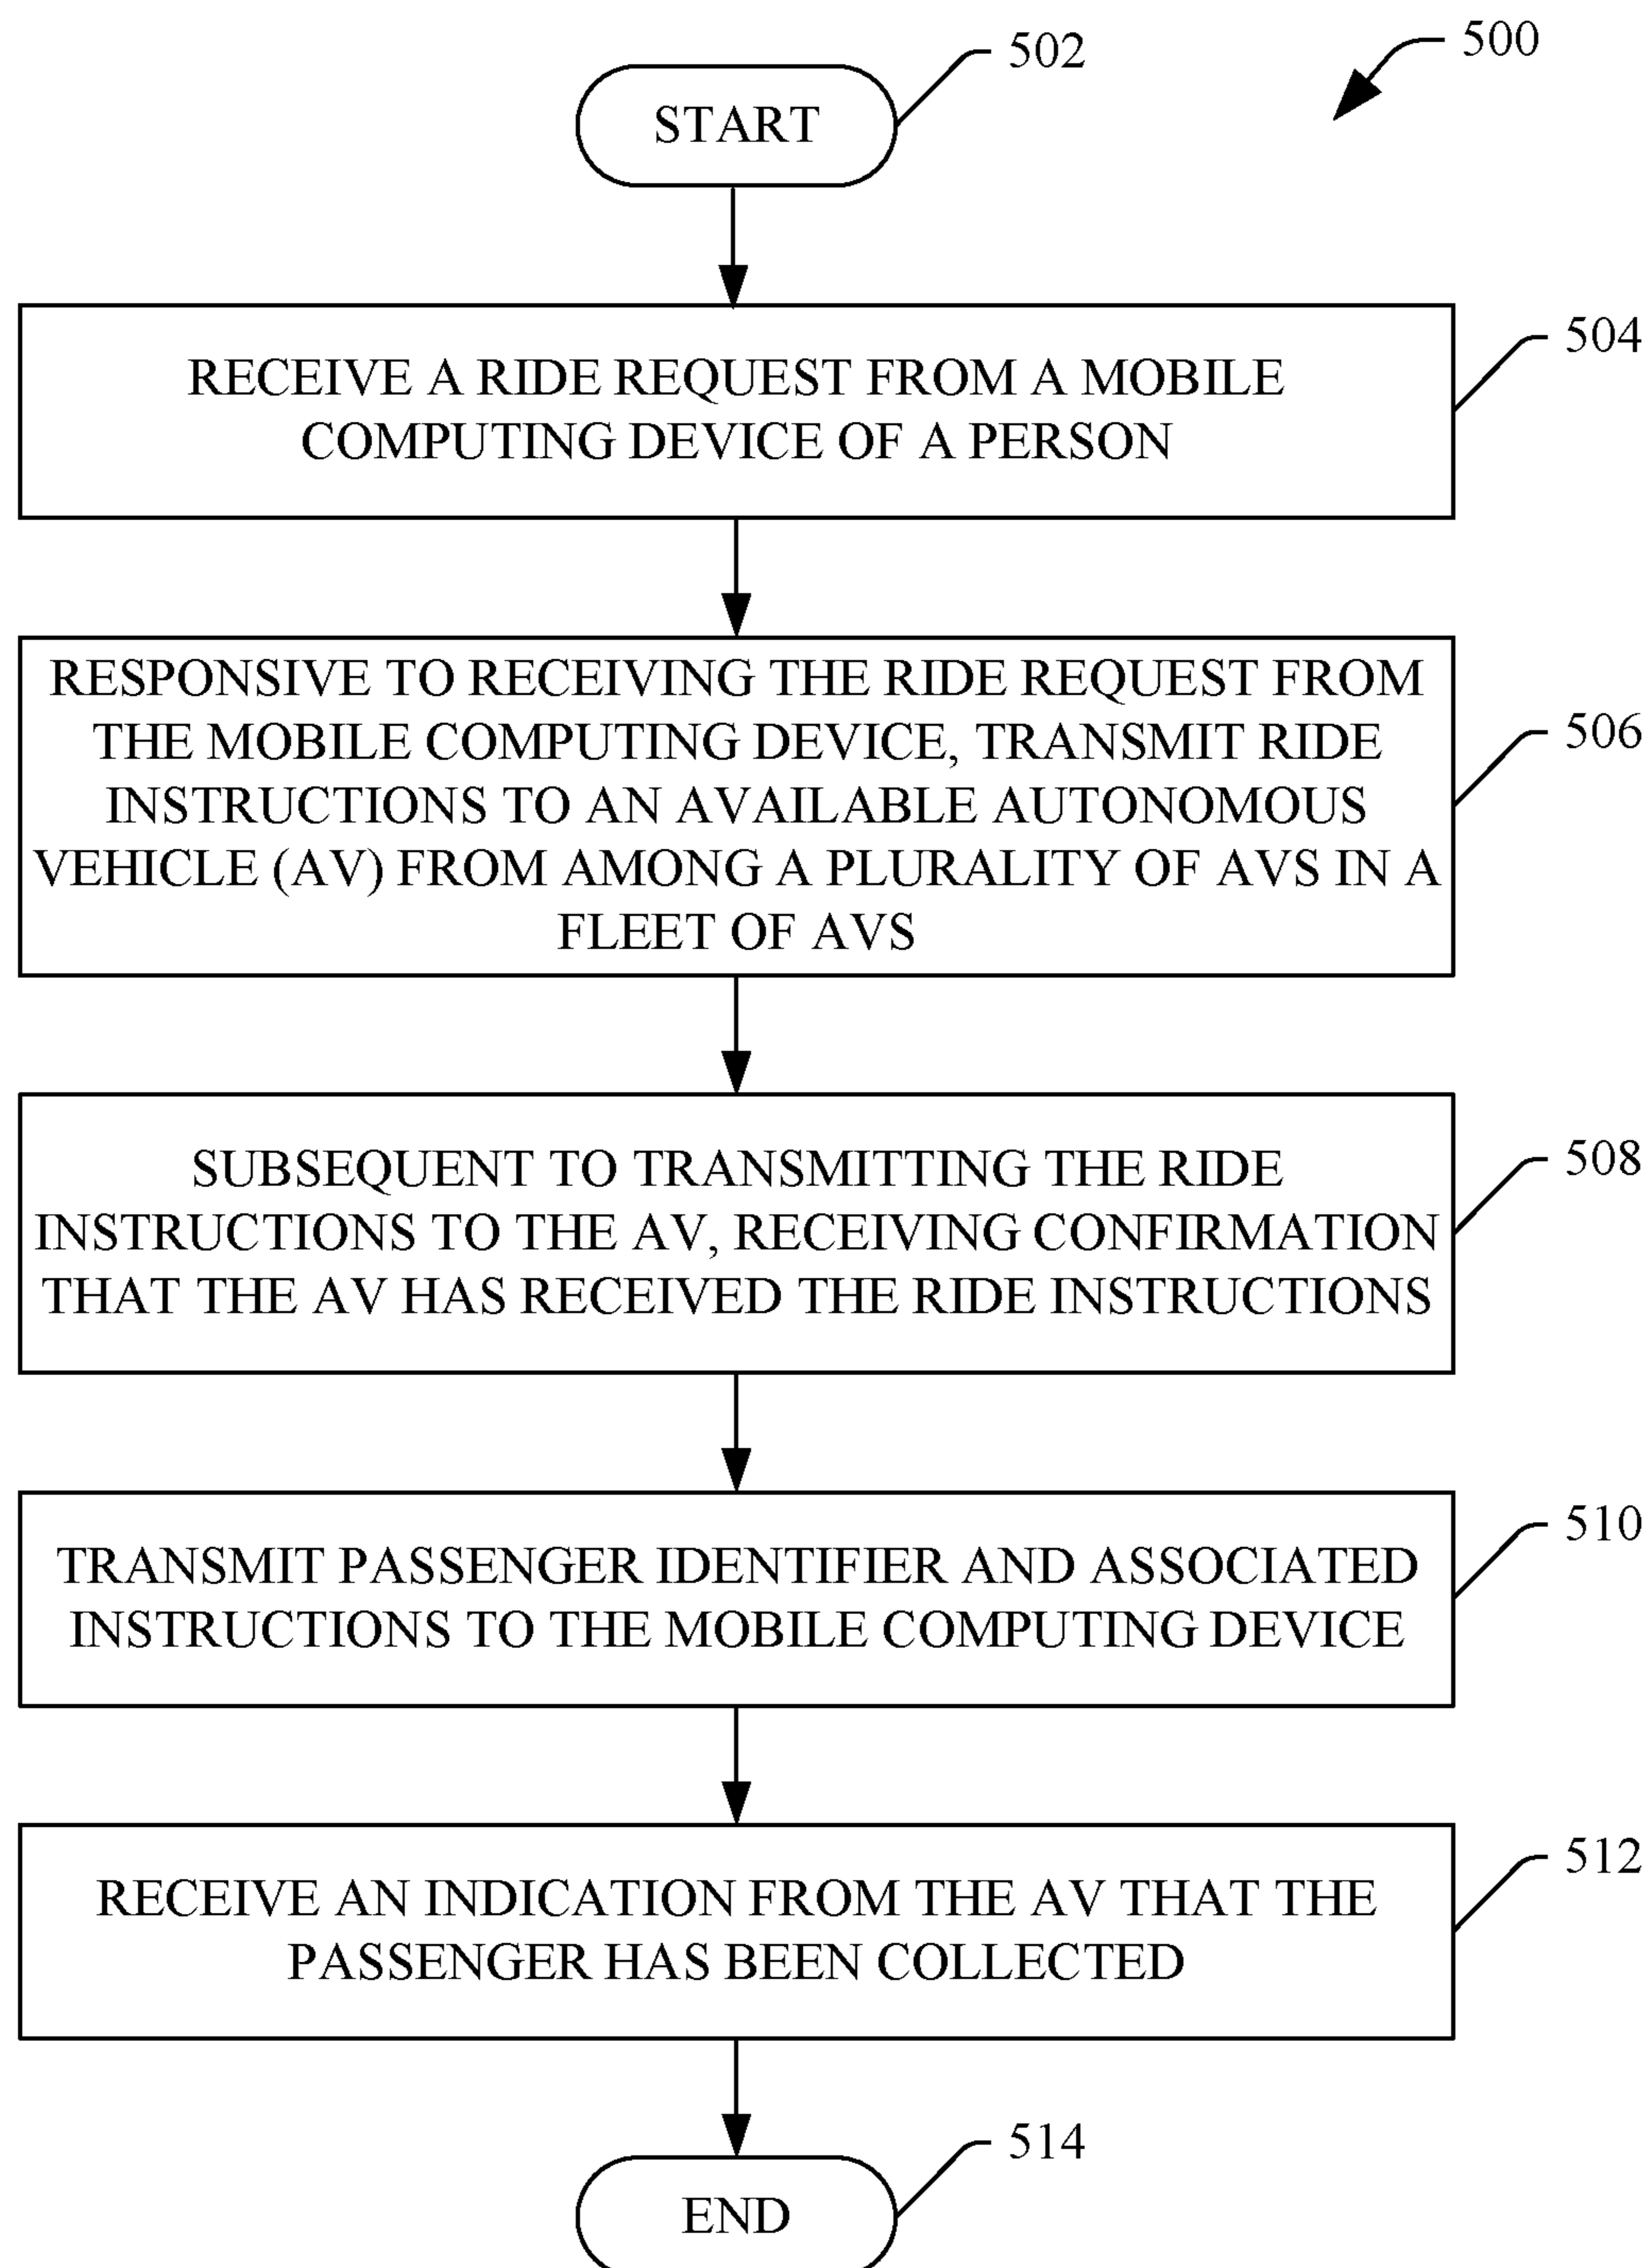 502
500
START
504
RECEIVE A RIDE REQUEST FROM A MOBILE
COMPUTING DEVICE OF A PERSON
506
RESPONSIVE TO RECEIVING THE RIDE REQUEST FROM
THE MOBILE COMPUTING DEVICE, TRANSMIT RIDE
INSTRUCTIONS TO AN AVAILABLE AUTONOMOUS
VEHICLE (AV) FROM AMONG A PLURALITY OF AVS IN A
FLEET OF AVS
508
SUBSEQUENT TO TRANSMITTING THE RIDE
INSTRUCTIONS TO THE AV, RECEIVING CONFIRMATION
THAT THE AV HAS RECEIVED THE RIDE INSTRUCTIONS
510
TRANSMIT PASSENGER IDENTIFIER AND ASSOCIATED
INSTRUCTIONS TO THE MOBILE COMPUTING DEVICE
512
RECEIVE AN INDICATION FROM THE AV THAT THE
PASSENGER HAS BEEN COLLECTED
514
END